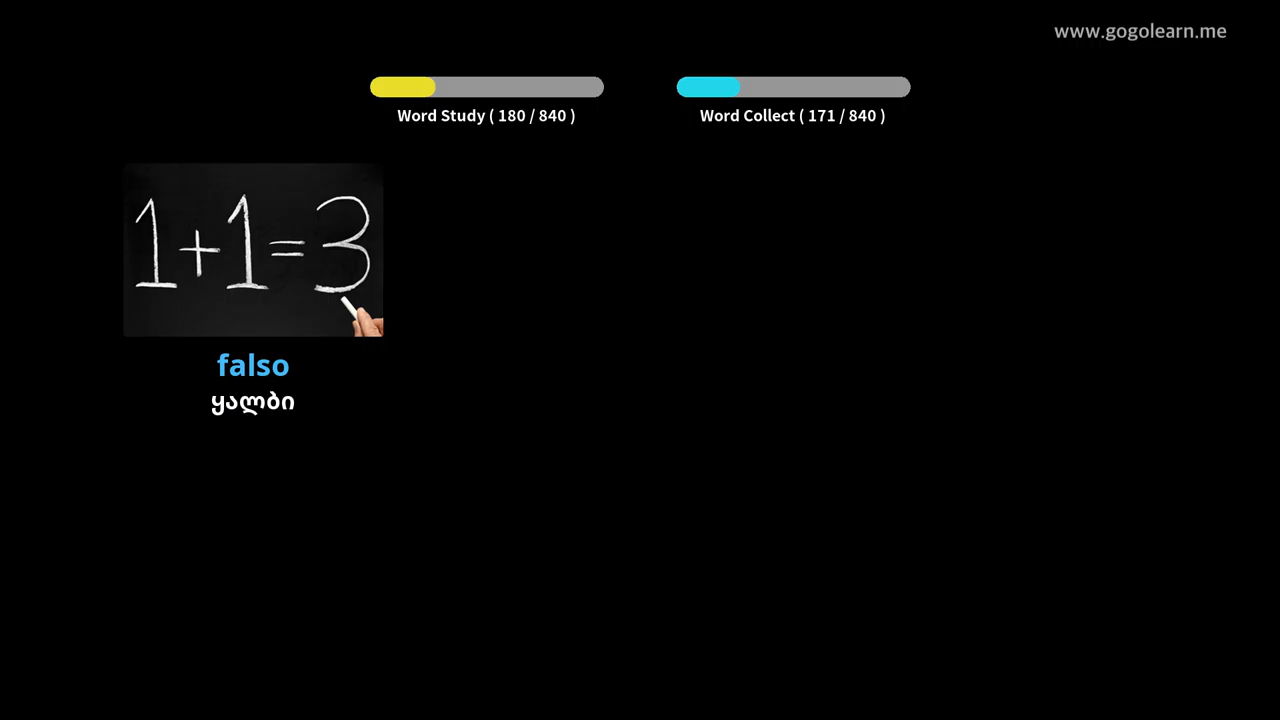 www.gogolearn.me
Word Study ( 180 / 840 )
Word Collect ( 171 / 840 )
1+1=3
falso
ყალბი